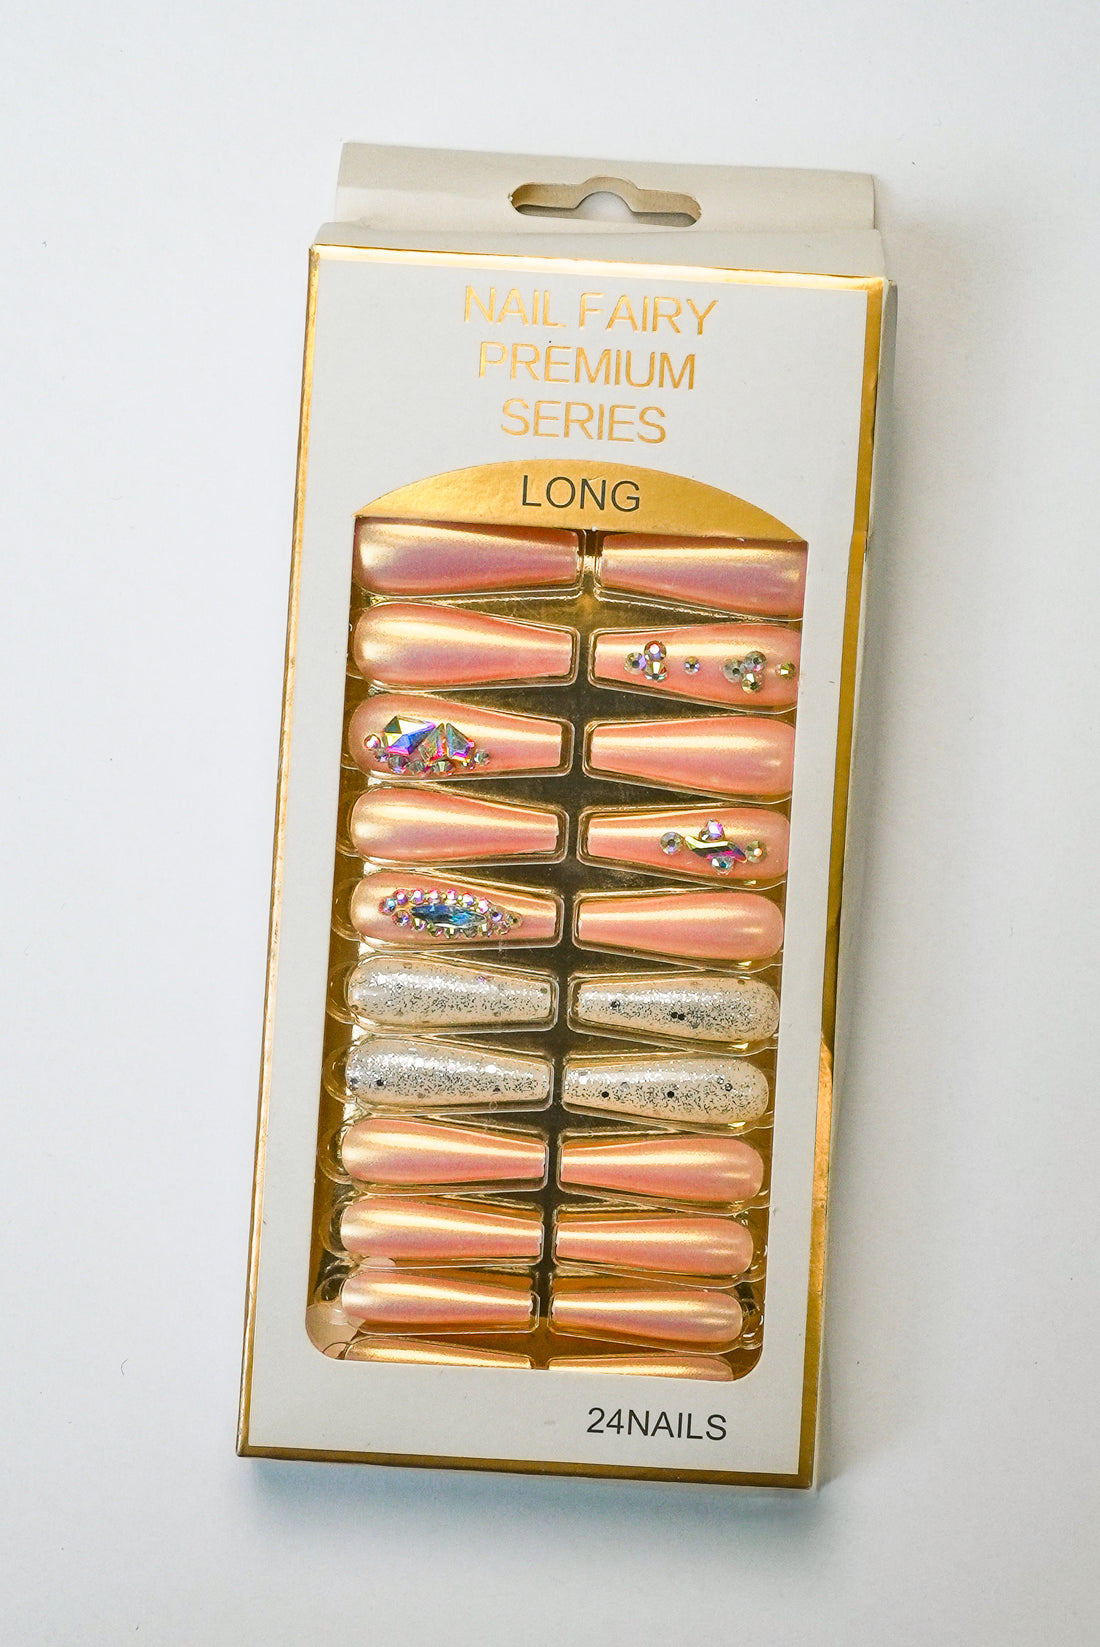 NAIL FAIRY
PREMIUM
SERIES
LONG
24NAILS